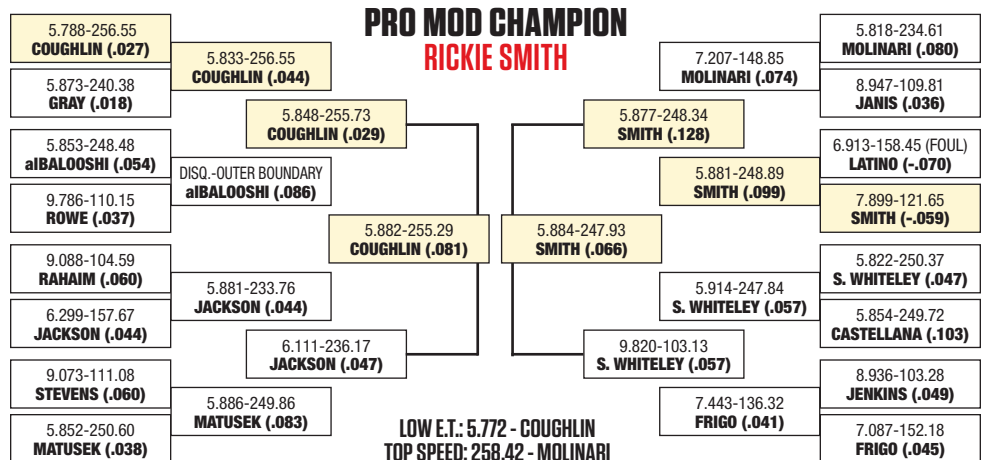 PRO MOD CHAMPION
RICKIE SMITH
5.788-256.55
COUGHLIN (.027)
5.873-240.38
GRAY (.018)
5.853-248.48
alBALOOSHI (.054)
9.786-110.15
ROWE (.037)
9.088-104.59
RAHAIM (.060)
6.299-157.67
JACKSON (.044)
9.073-111.08
STEVENS (.060)
5.852-250.60
MATUSEK (.038)
5.833-256.55
COUGHLIN (.044)
DISQ.-OUTER BOUNDARY
alBALOOSHI (.086)
5.881-233.76
JACKSON (.044)
5.886-249.86
MATUSEK (.083)
5.848-255.73
COUGHLIN (.029)
6.111-236.17
JACKSON (.047)
5.882-255.29
COUGHLIN (.081)
5.884-247.93
SMITH (.066)
5.877-248.34
SMITH (.128)
9.820-103.13
S. WHITELEY (.057)
7.207-148.85
MOLINARI (.074)
5.881-248.89
SMITH (.099)
5.914-247.84
S. WHITELEY (.057)
7.443-136.32
FRIGO (.041)
5.818-234.61
MOLINARI (.080)
8.947-109.81
JANIS (.036)
6.913-158.45 (FOUL)
LATINO (-.070)
7.899-121.65
SMITH (-.059)
5.822-250.37
S. WHITELEY (.047)
5.854-249.72
CASTELLANA (.103)
8.936-103.28
JENKINS (.049)
7.087-152.18
FRIGO (.045)
LOW E.T.: 5.772 - COUGHLIN
TOP SPEED: 258.42 - MOLINARI